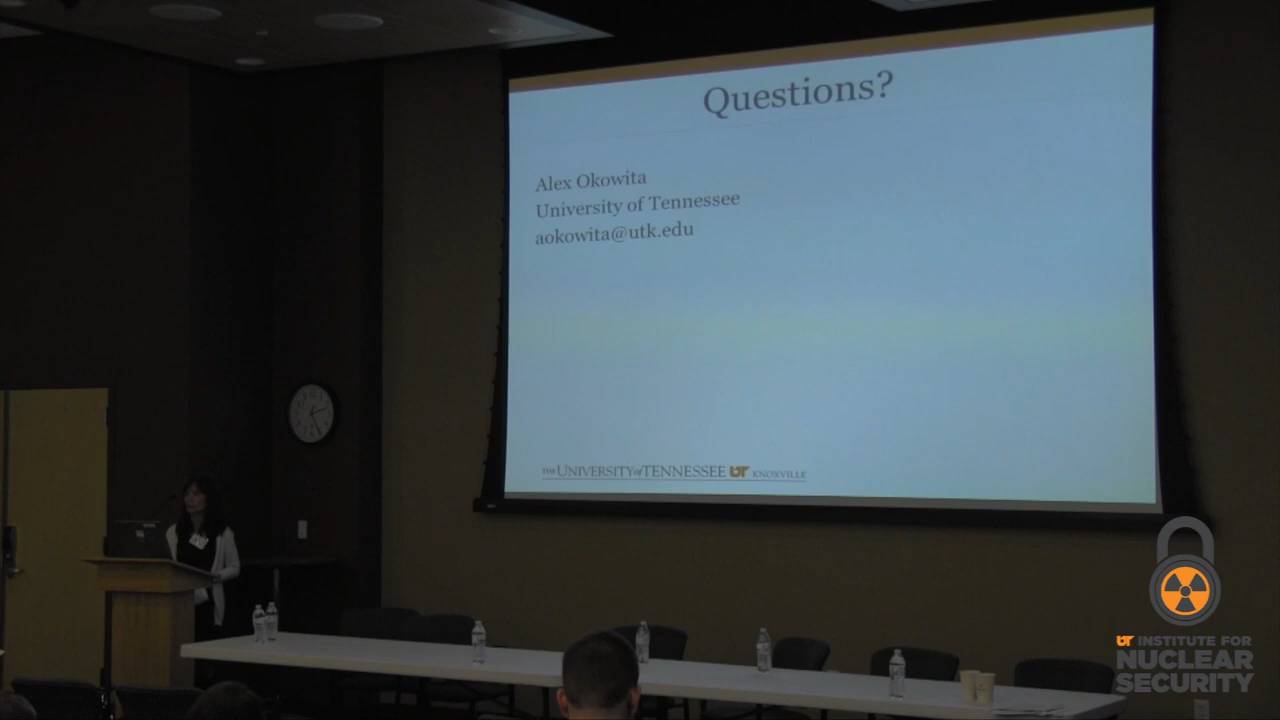 Questions?
Alex Okowita
University of Tennessee
aokowita@utk.edu
THE UNIVERSITY of TENNESSEE UT KNOXVILLE
UT INSTITUTE FOR
NUCLEAR
SECURITY